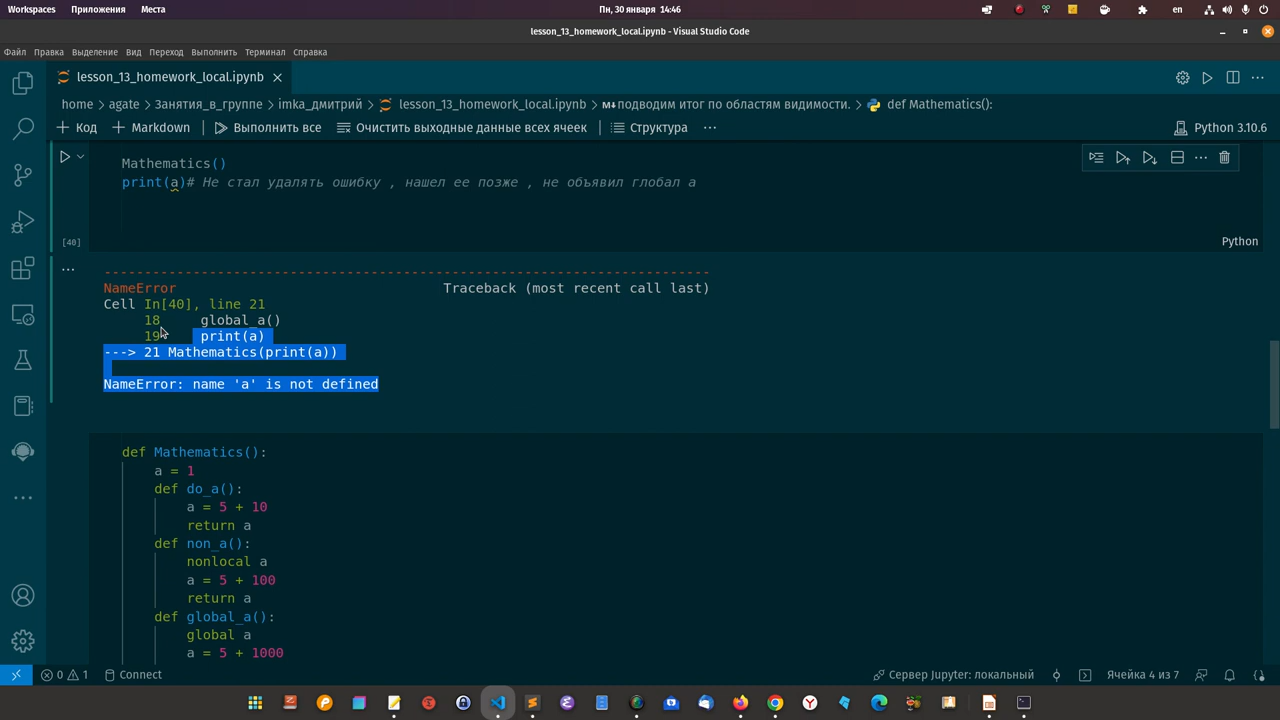 Workspaces Приложения Места
Пн, 30 января 14:46
en
lesson_13_homework_local.ipynb - Visual Studio Code
Файл Правка Выделение Вид Переход Выполнить Терминал Справка
lesson_13_homework_local.ipynb
home > agate > Занятия_в_группе > imka_дмитрий > lesson_13_homework_local.ipynb > M↓подводим итог по областям видимости. > def Mathematics():
+ Код + Markdown Выполнить все Очистить выходные данные всех ячеек Структура ... Python 3.10.6
Mathematics()
print(a)# Не стал удалять ошибку , нашел ее позже , не объявил глобал а
[40]
Python
---------------------------------------------------------------------------
NameError Traceback (most recent call last)
Cell In[40], line 21
18 global_a()
19 print(a)
---> 21 Mathematics(print(a))
NameError: name 'a' is not defined
def Mathematics():
a = 1
def do_a():
a = 5 + 10
return a
def non_a():
nonlocal a
a = 5 + 100
return a
def global_a():
global a
a = 5 + 1000
0 1 Connect Сервер Jupyter: локальный Ячейка 4 из 7